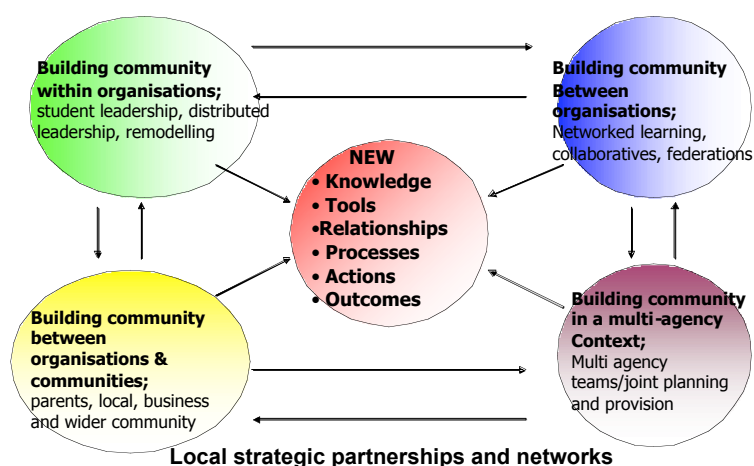 Building community
within organisations;
student leadership, distributed
leadership, remodelling
Building community
Between
organisations;
Networked learning,
collaboratives, federations
NEW
• Knowledge
• Tools
•Relationships
• Processes
• Actions
• Outcomes
Building community
between
organisations &
communities;
parents, local, business
and wider community
Building community
in a multi-agency
Context;
Multi agency
teams/joint planning
and provision
Local strategic partnerships and networks